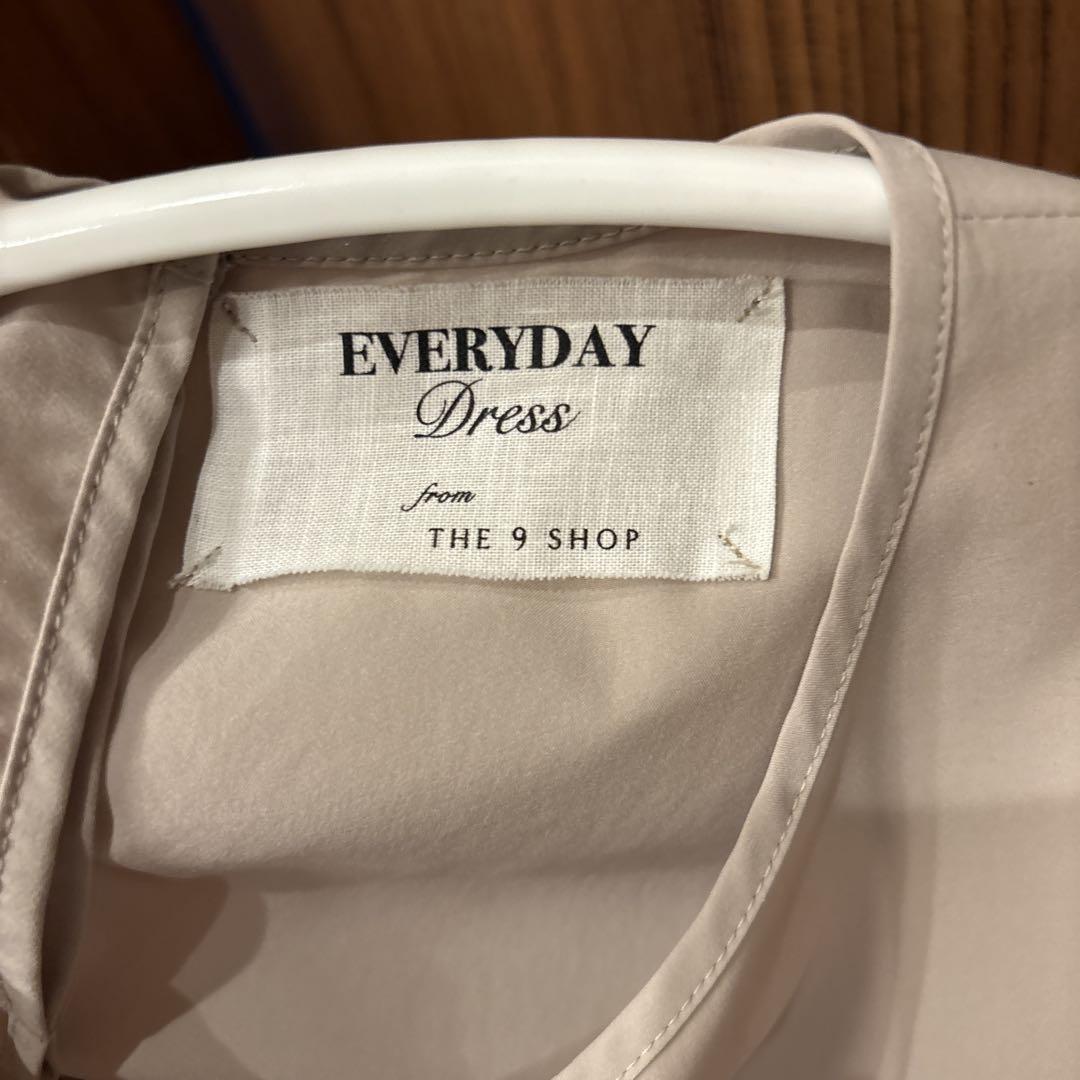 EVERYDAY
Dress
from
THE 9 SHOP